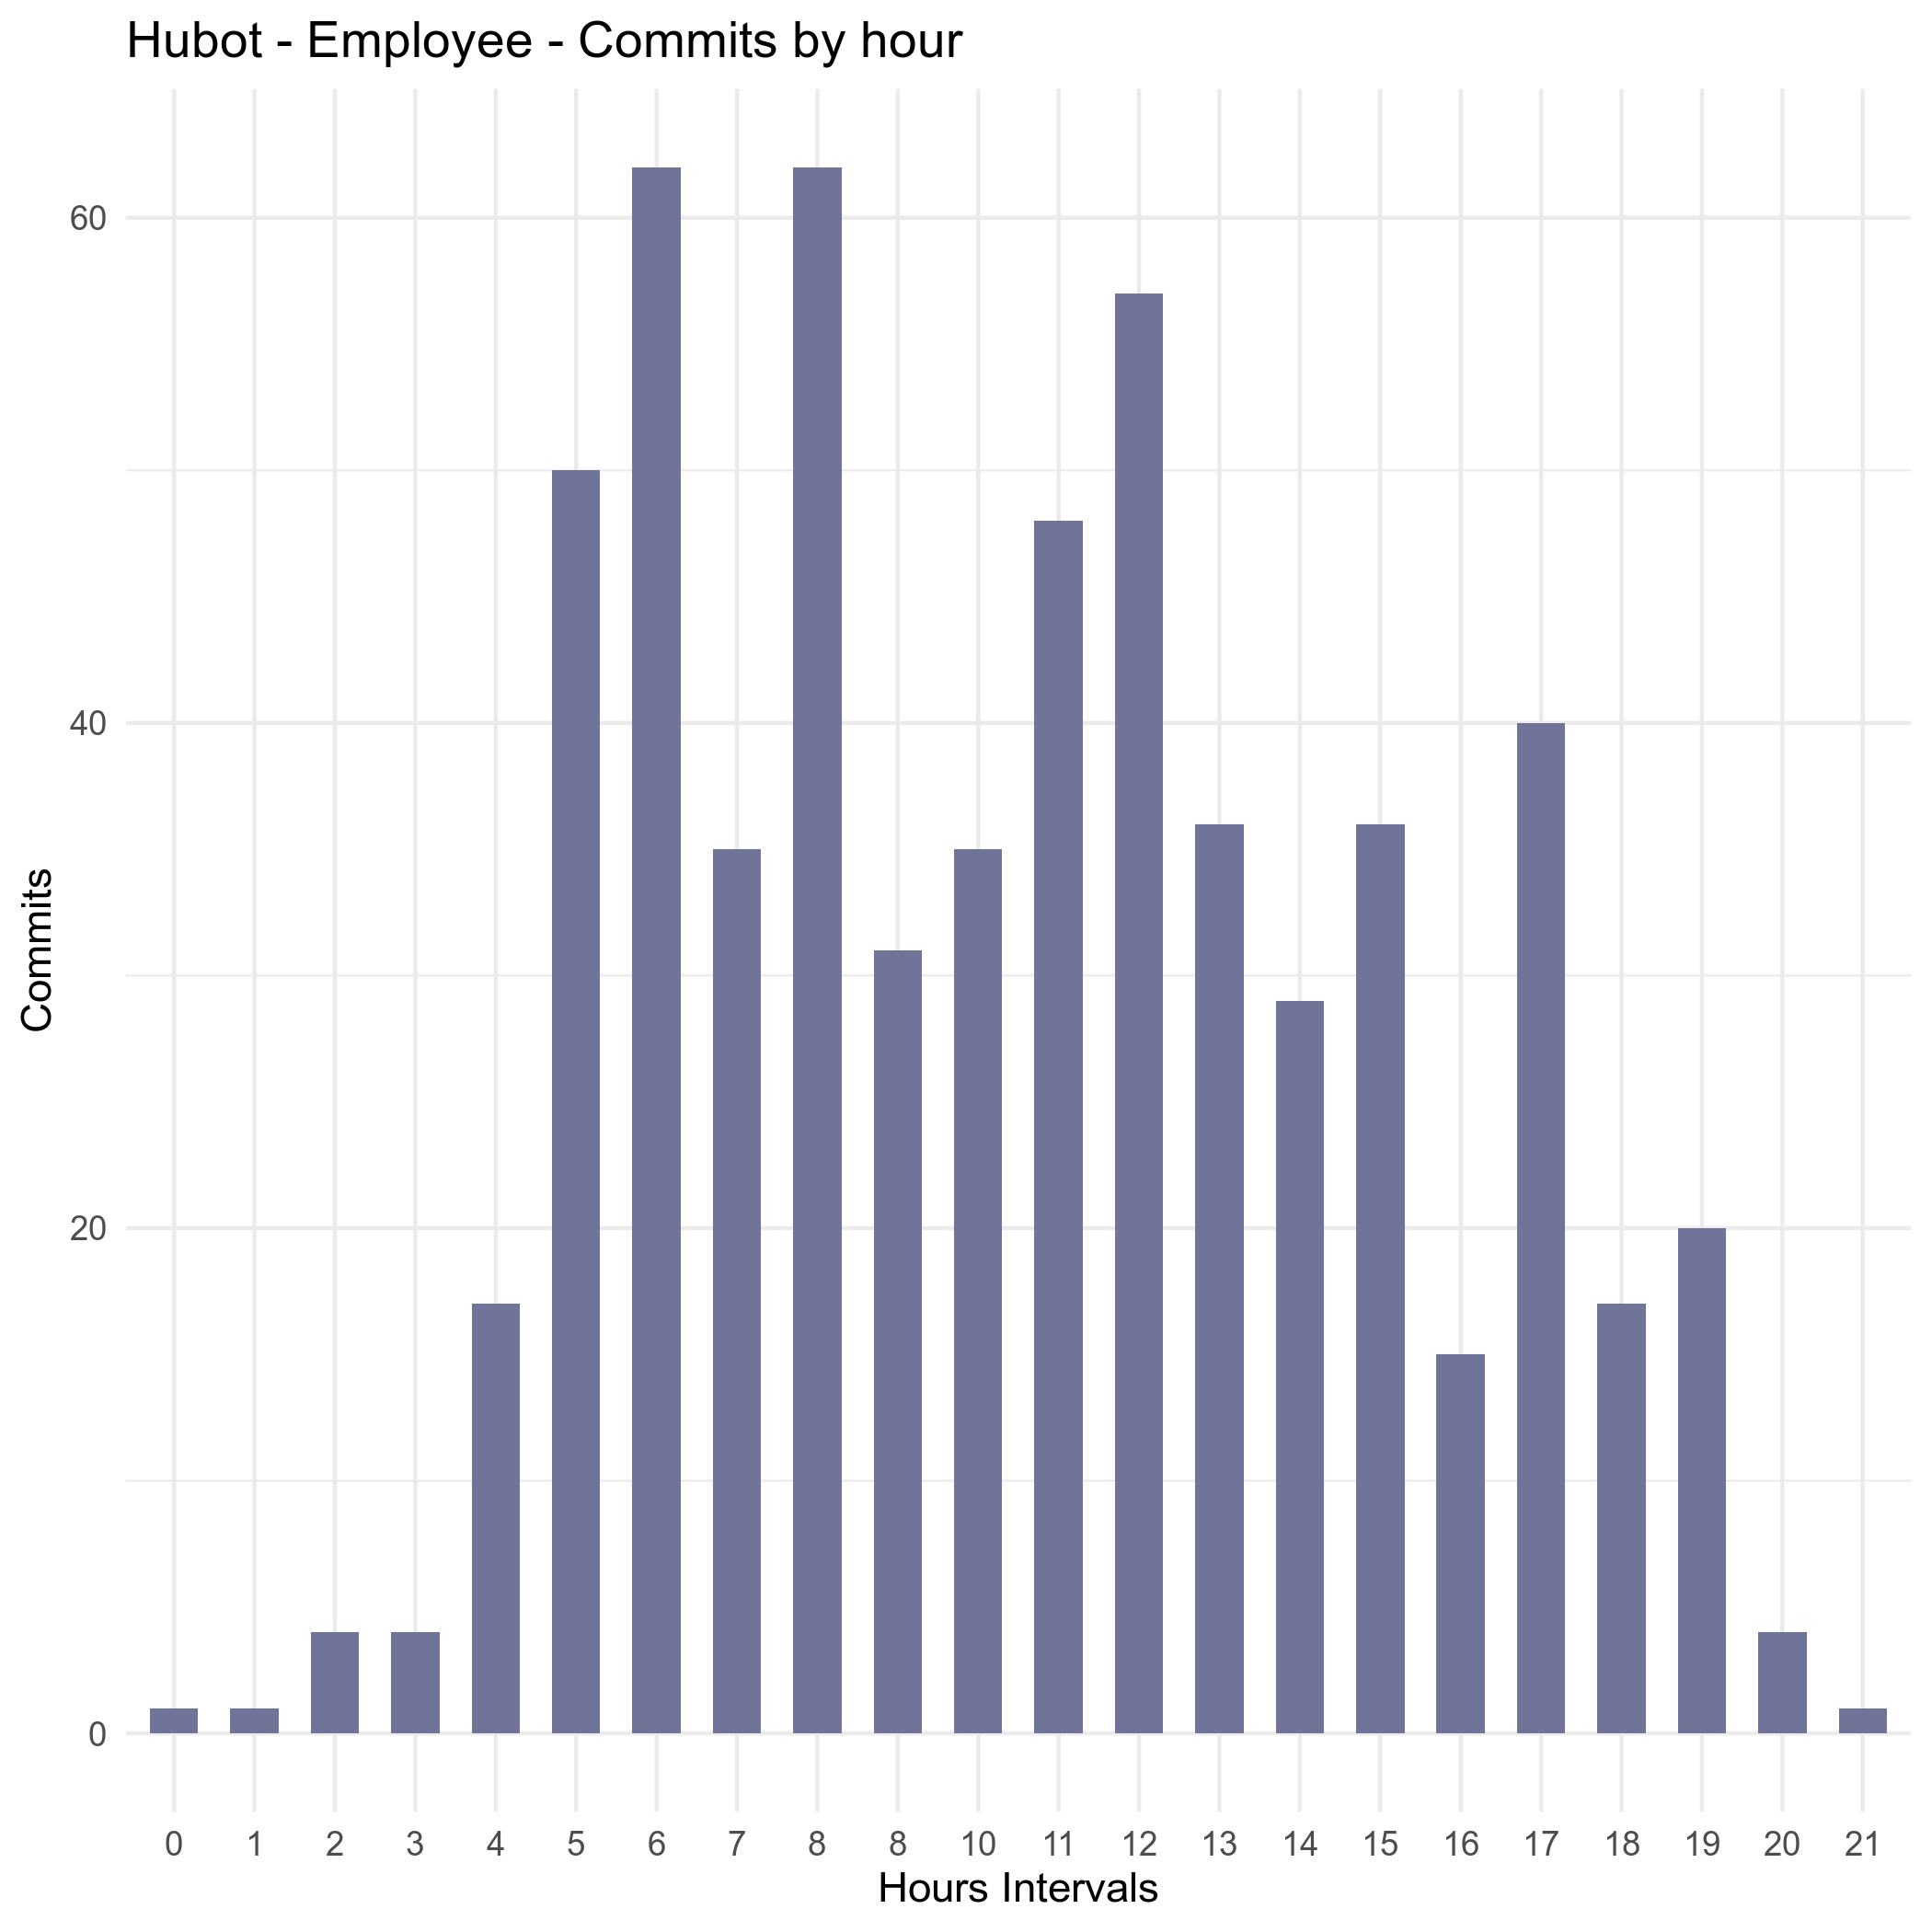 Hubot - Employee - Commits by hour
Commits
60
40
20
0
0 1 2 3 4 5 6 7 8 8 10 11 12 13 14 15 16 17 18 19 20 21
Hours Intervals